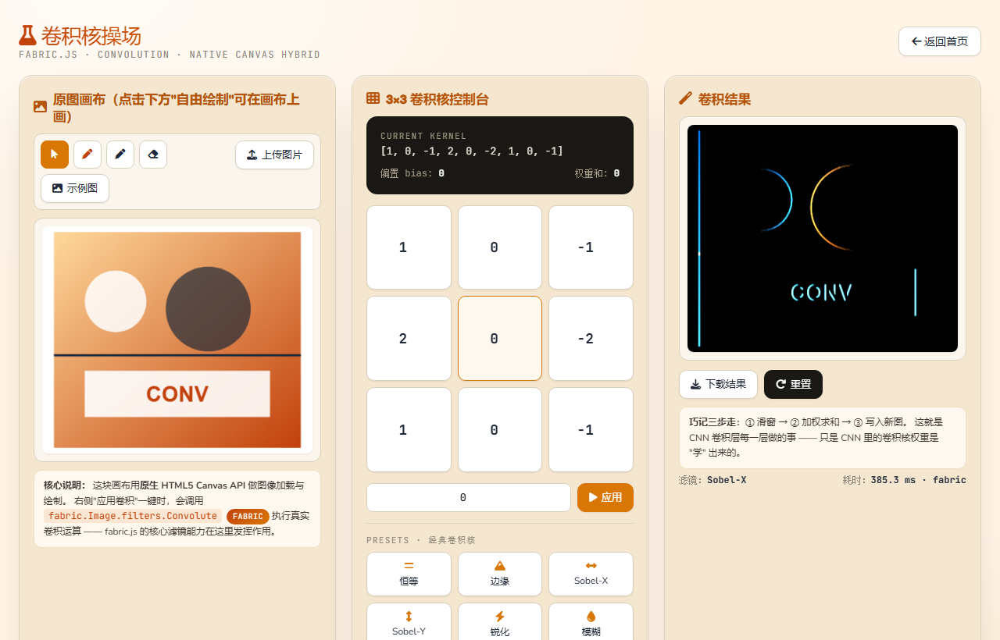 卷积核操场
FABRIC.JS · CONVOLUTION · NATIVE CANVAS HYBRID
返回首页
原图画布（点击下方"自由绘制"可在画布上
画）
上传图片
示例图
CONV
核心说明： 这块画布用原生 HTML5 Canvas API 做图像加载与
绘制。 右侧"应用卷积"一键时，会调用
fabric.Image.filters.Convolute FABRIC 执行真实
卷积运算 —— fabric.js 的核心滤镜能力在这里发挥作用。
3×3 卷积核控制台
CURRENT KERNEL
[1, 0, -1, 2, 0, -2, 1, 0, -1]
偏置 bias: 0 权重和: 0
1 0 -1
2 0 -2
1 0 -1
0 应用
PRESETS · 经典卷积核
恒等 边缘 Sobel-X
Sobel-Y 锐化 模糊
卷积结果
CONV
下载结果 重置
巧记三步走：① 滑窗 → ② 加权求和 → ③ 写入新图。 这就是
CNN 卷积层每一层做的事 —— 只是 CNN 里的卷积核权重是
"学" 出来的。
滤镜: Sobel-X 耗时: 385.3 ms · fabric